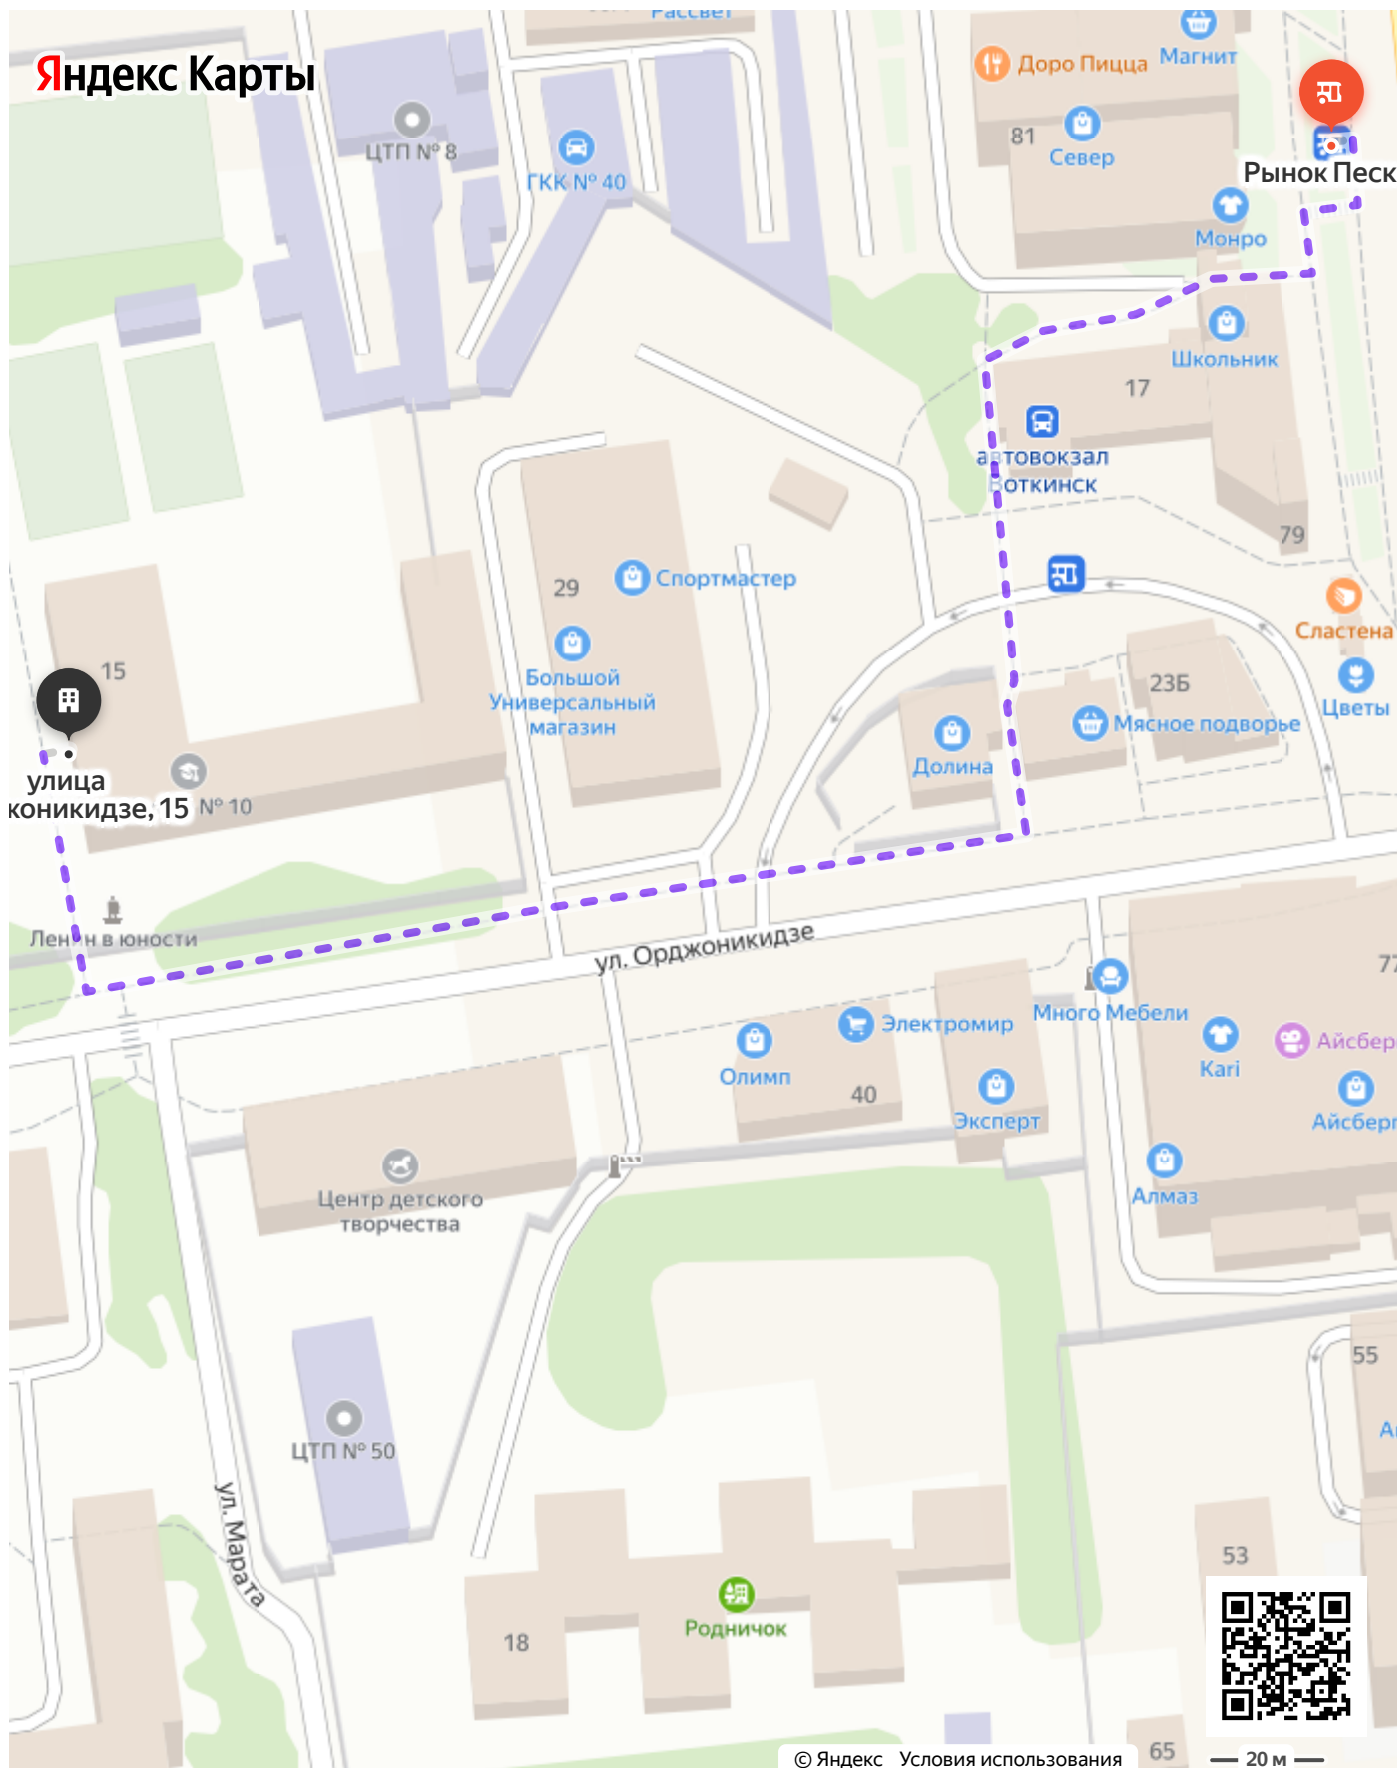 Рассвет
Яндекс Карты
Доро Пицца
Магнит
ЦТП № 8
81
Север
ГКК № 40
Рынок Песк
Монро
Школьник
17
автовокзал
Воткинск
79
29
Спортмастер
Сластена
15
Большой
Универсальный
магазин
23Б
Цветы
Мясное подворье
Долина
улица
коникидзе, 15
№ 10
Ленин в юности
ул. Орджоникидзе
77
Много Мебели
Электромир
Олимп
Kari
Айсбер
40
Эксперт
Айсберг
Алмаз
Центр детского
творчества
55
ЦТП № 50
ул. Марата
53
Родничок
18
65
© Яндекс Условия использования
20 м